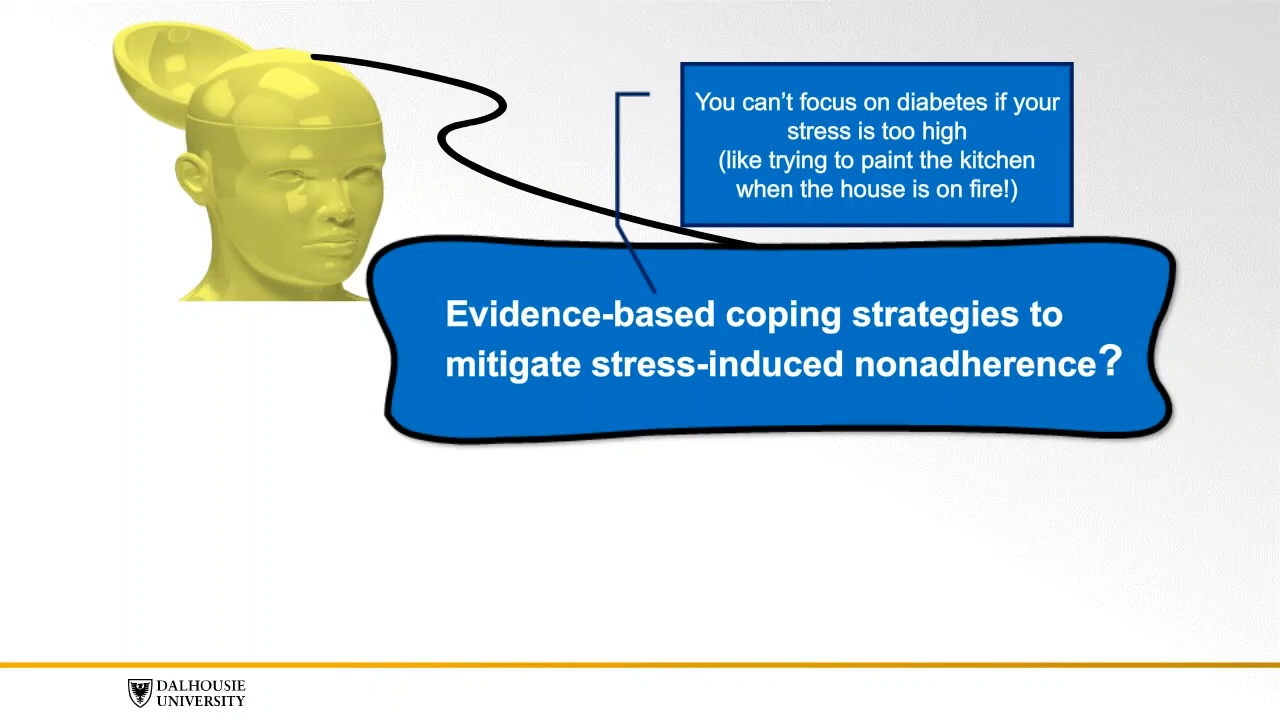 You can’t focus on diabetes if your
stress is too high
(like trying to paint the kitchen
when the house is on fire!)
Evidence-based coping strategies to
mitigate stress-induced nonadherence?
DALHOUSIE
UNIVERSITY